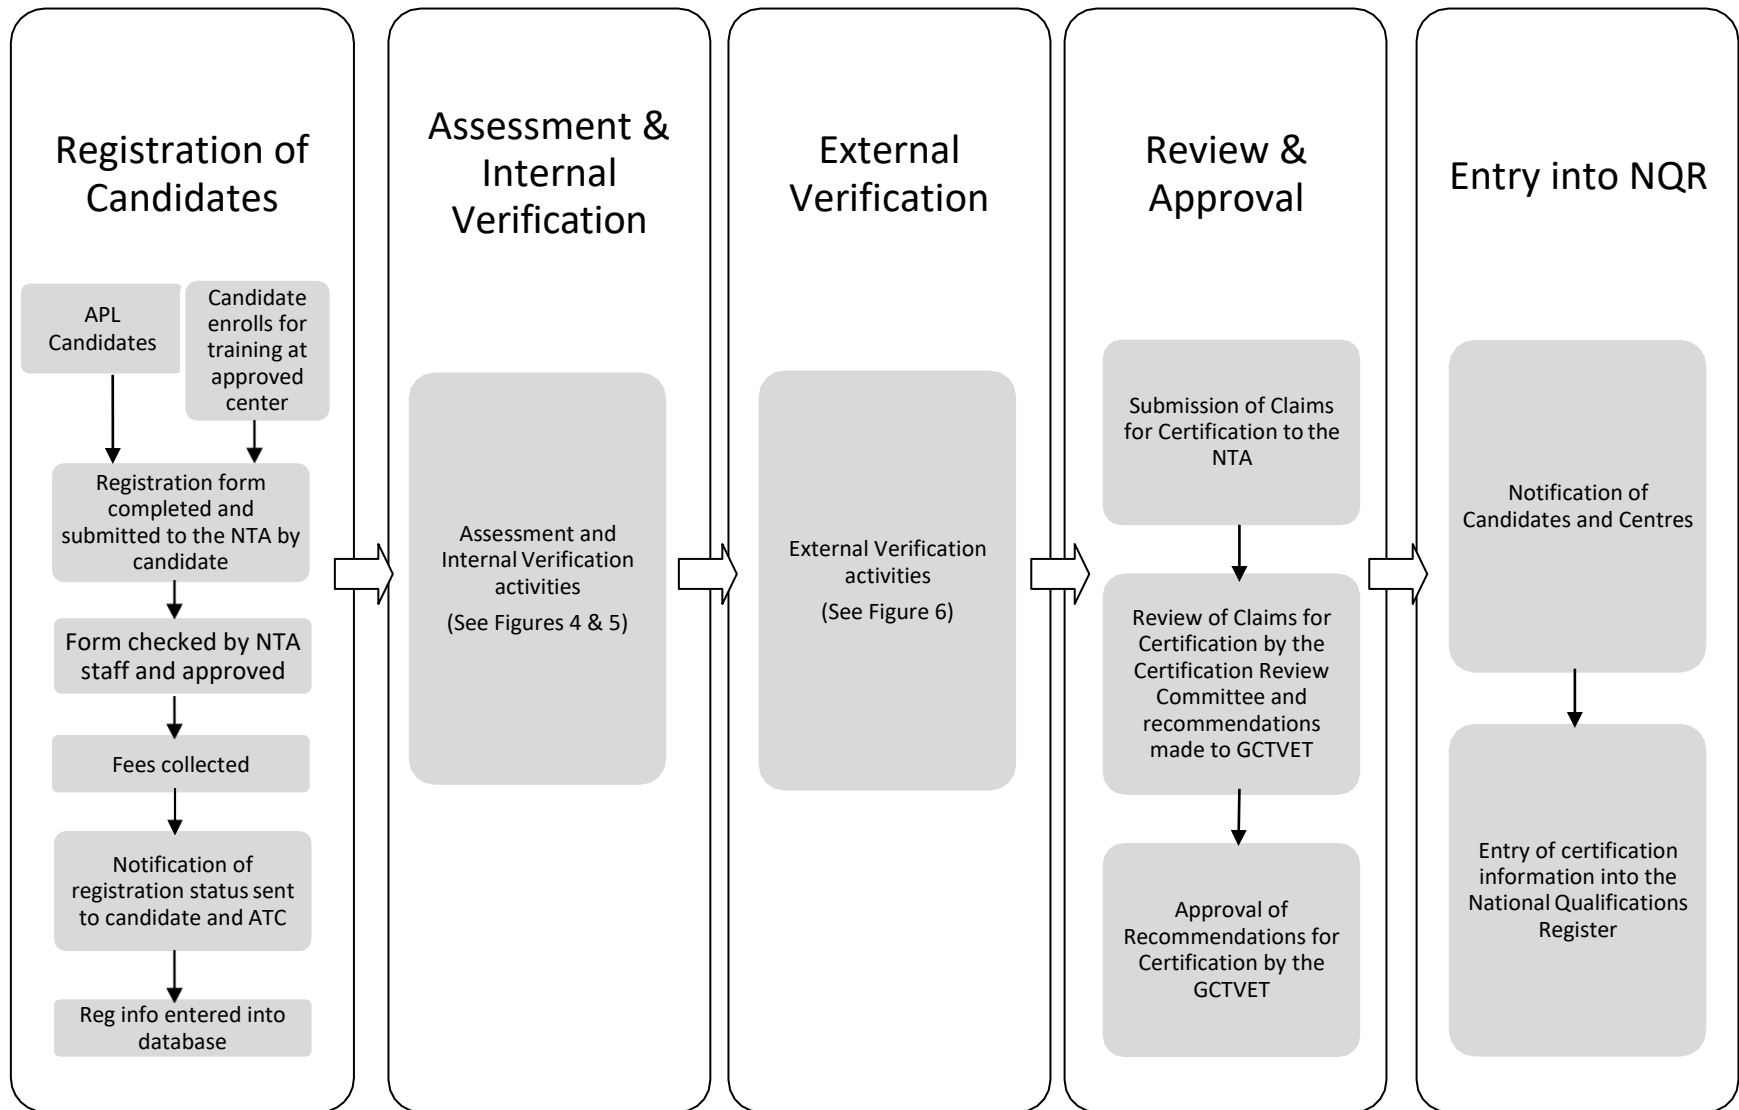 Registration of
Candidates
APL
Candidates
Candidate
enrolls for
training at
approved
center
Registration form
completed and
submitted to the NTA by
candidate
Form checked by NTA
staff and approved
Fees collected
Notification of
registration status sent
to candidate and ATC
Reg info entered into
database
Assessment &
Internal
Verification
Assessment and
Internal Verification
activities
(See Figures 4 & 5)
External
Verification
External Verification
activities
(See Figure 6)
Review &
Approval
Submission of Claims
for Certification to the
NTA
Review of Claims for
Certification by the
Certification Review
Committee and
recommendations
made to GCTVET
Approval of
Recommendations for
Certification by the
GCTVET
Entry into NQR
Notification of
Candidates and Centres
Entry of certification
information into the
National Qualifications
Register